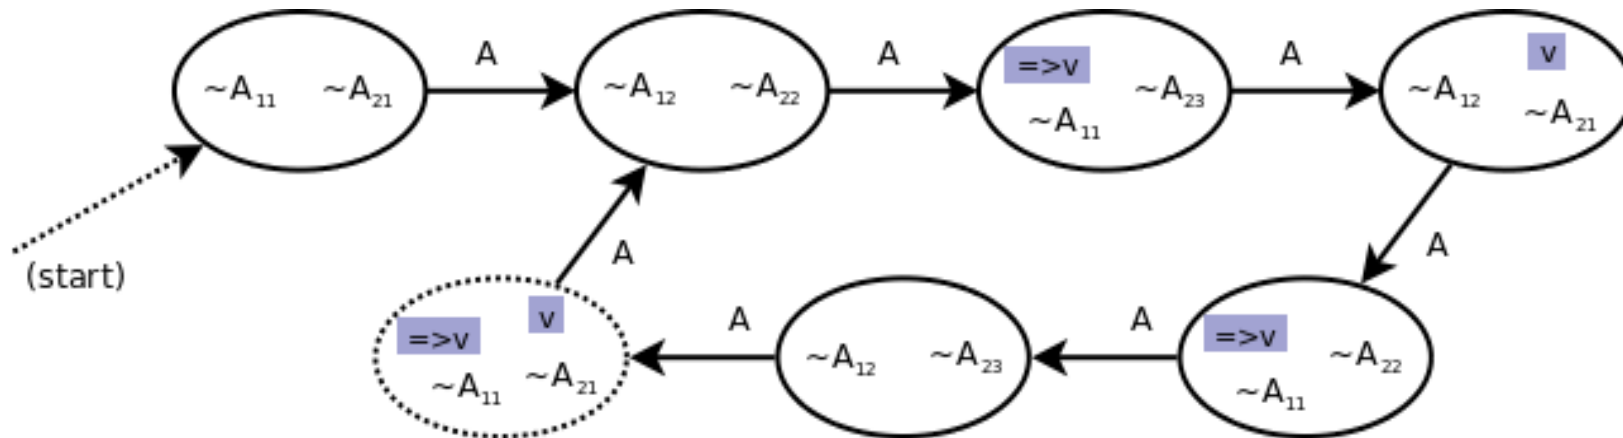 ~A₁₁ ~A₂₁
A
~A₁₂ ~A₂₂
A
=>v
~A₁₁ ~A₂₃
A
v
~A₁₂ ~A₂₁
A
=>v
~A₁₁ ~A₂₂
A
~A₁₂ ~A₂₃
A
=>v v
~A₁₁ ~A₂₁
A
(start)